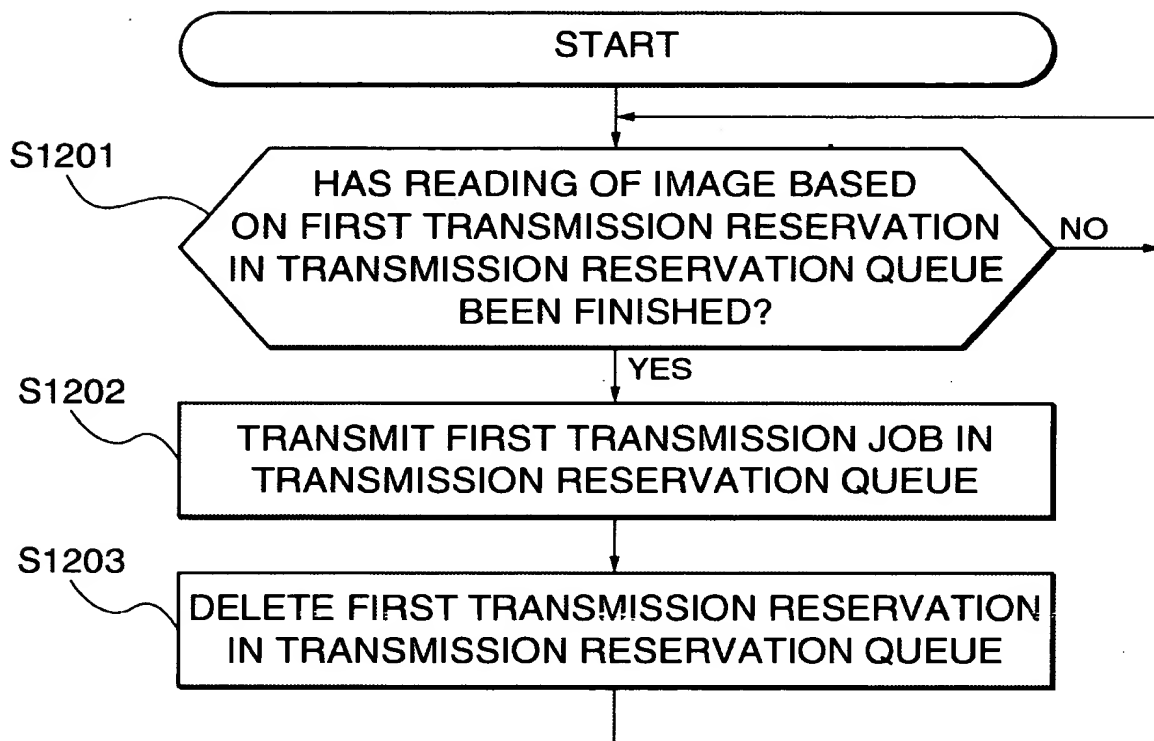 START
S1201
HAS READING OF IMAGE BASED
ON FIRST TRANSMISSION RESERVATION
IN TRANSMISSION RESERVATION QUEUE
BEEN FINISHED?
NO
YES
S1202
TRANSMIT FIRST TRANSMISSION JOB IN
TRANSMISSION RESERVATION QUEUE
S1203
DELETE FIRST TRANSMISSION RESERVATION
IN TRANSMISSION RESERVATION QUEUE